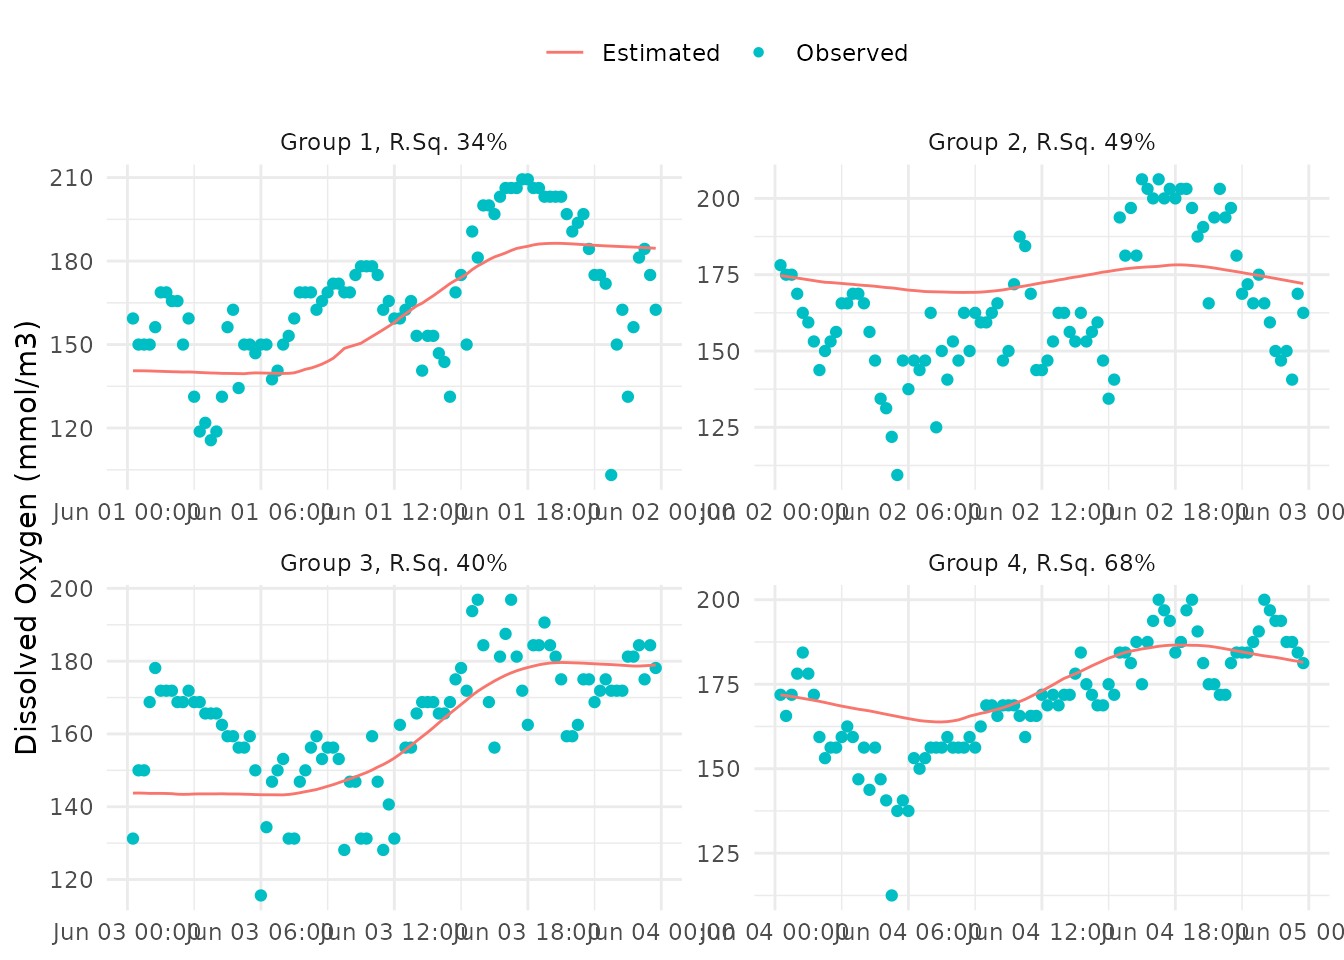 Estimated Observed
Group 1, R.Sq. 34%
Group 2, R.Sq. 49%
210
180
150
120
200
175
150
125
Jun 01 00:00 Jun 01 06:00 Jun 01 12:00 Jun 01 18:00 Jun 02 00:00
Jun 02 00:00 Jun 02 06:00 Jun 02 12:00 Jun 02 18:00 Jun 03 00
Dissolved Oxygen (mmol/m3)
Group 3, R.Sq. 40%
Group 4, R.Sq. 68%
200
180
160
140
120
200
175
150
125
Jun 03 00:00 Jun 03 06:00 Jun 03 12:00 Jun 03 18:00 Jun 04 00:00
Jun 04 00:00 Jun 04 06:00 Jun 04 12:00 Jun 04 18:00 Jun 05 00